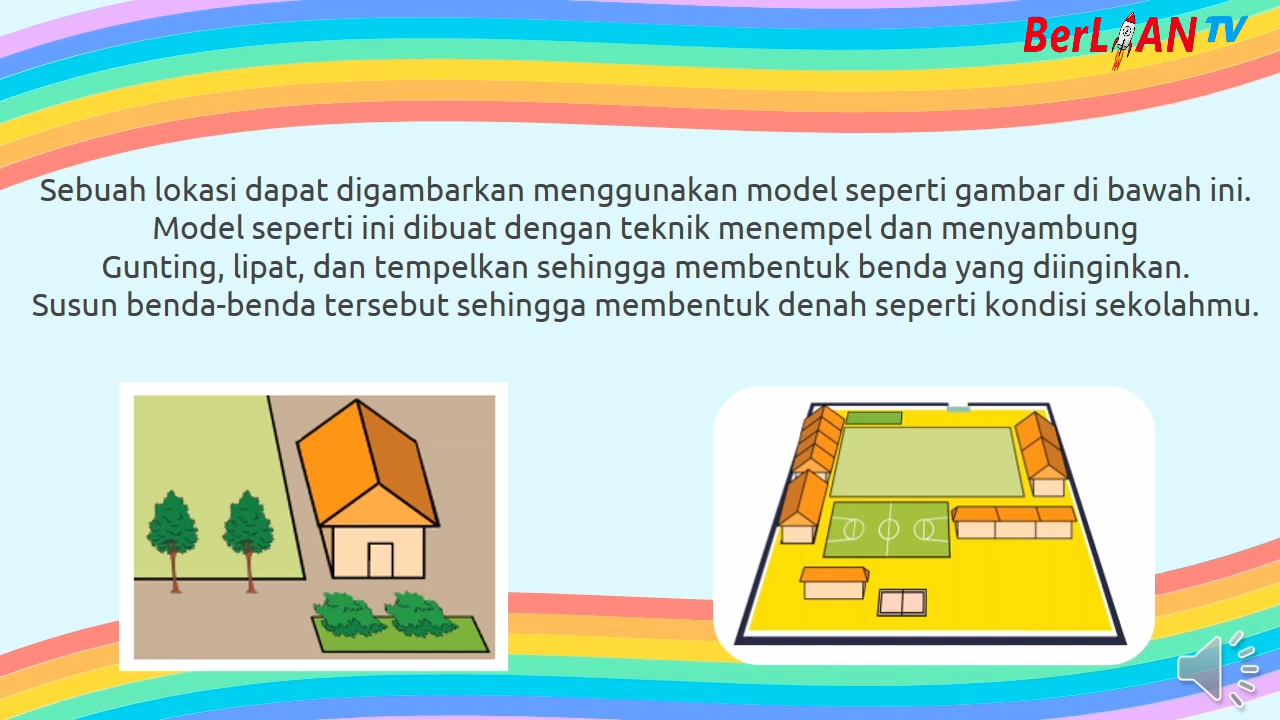 BerLIAN TV
Sebuah lokasi dapat digambarkan menggunakan model seperti gambar di bawah ini.
Model seperti ini dibuat dengan teknik menempel dan menyambung
Gunting, lipat, dan tempelkan sehingga membentuk benda yang diinginkan.
Susun benda-benda tersebut sehingga membentuk denah seperti kondisi sekolahmu.